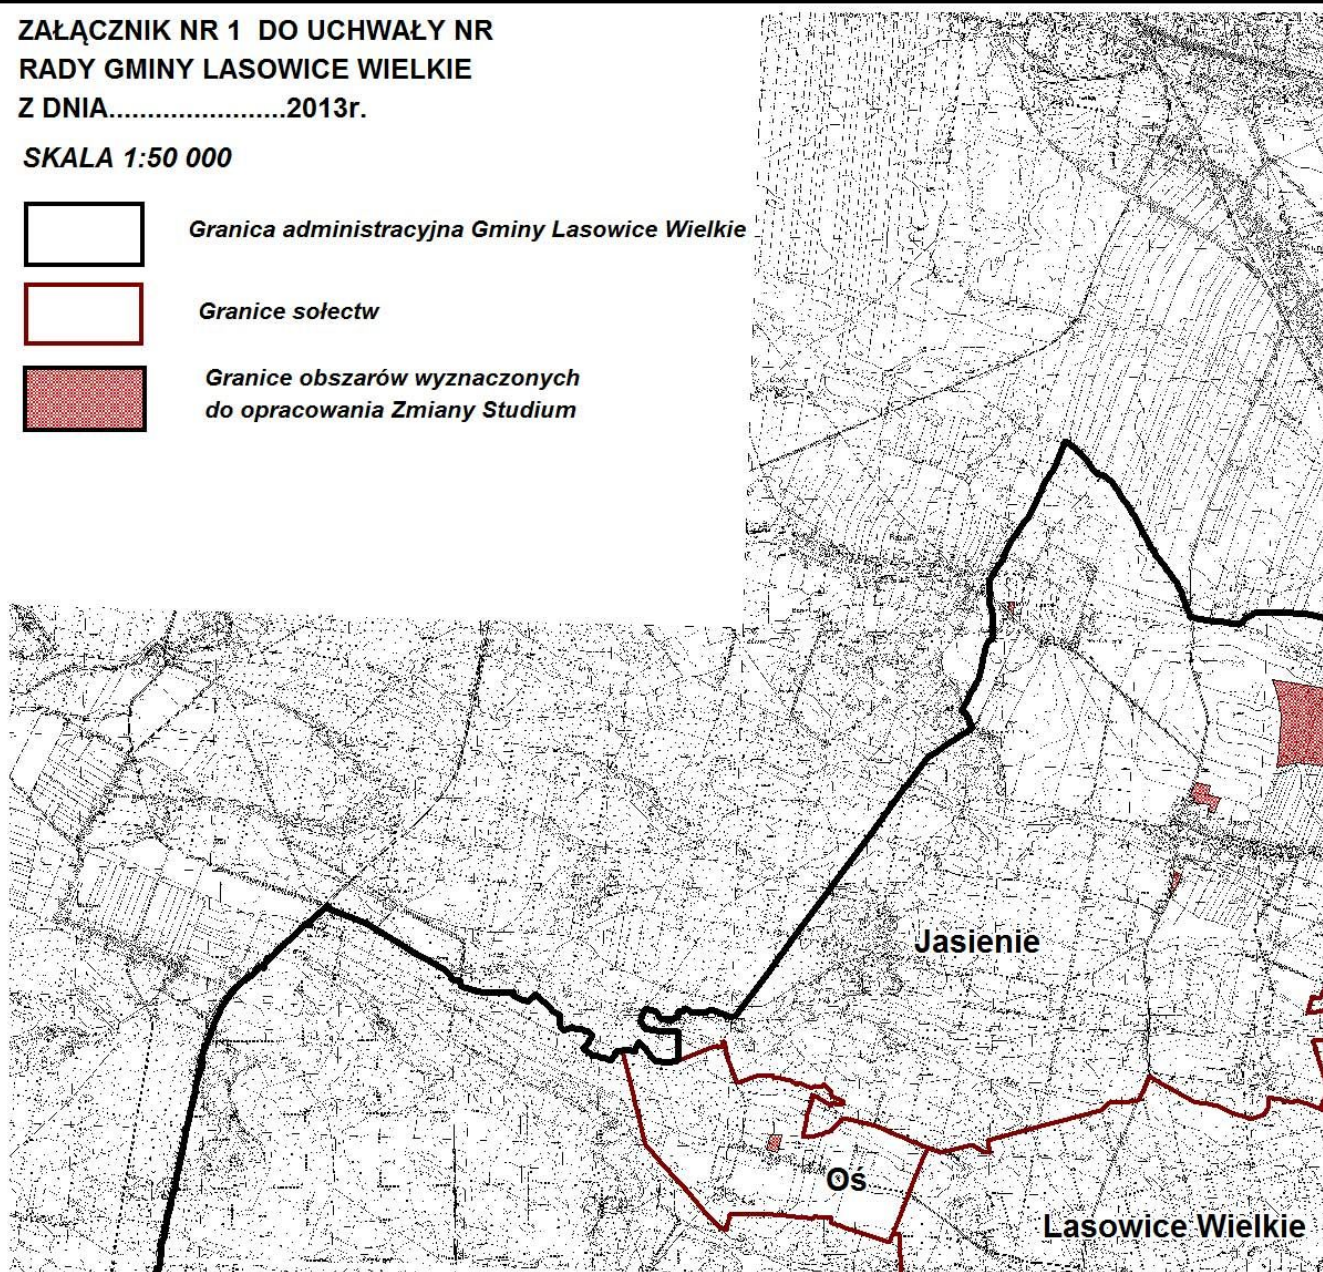 ZAŁĄCZNIK NR 1 DO UCHWAŁY NR
RADY GMINY LASOWICE WIELKIE
Z DNIA.......................2013r.
SKALA 1:50 000
Granica administracyjna Gminy Lasowice Wielkie
Granice sołectw
Granice obszarów wyznaczonych
do opracowania Zmiany Studium
Jasienie
Oś
Lasowice Wielkie